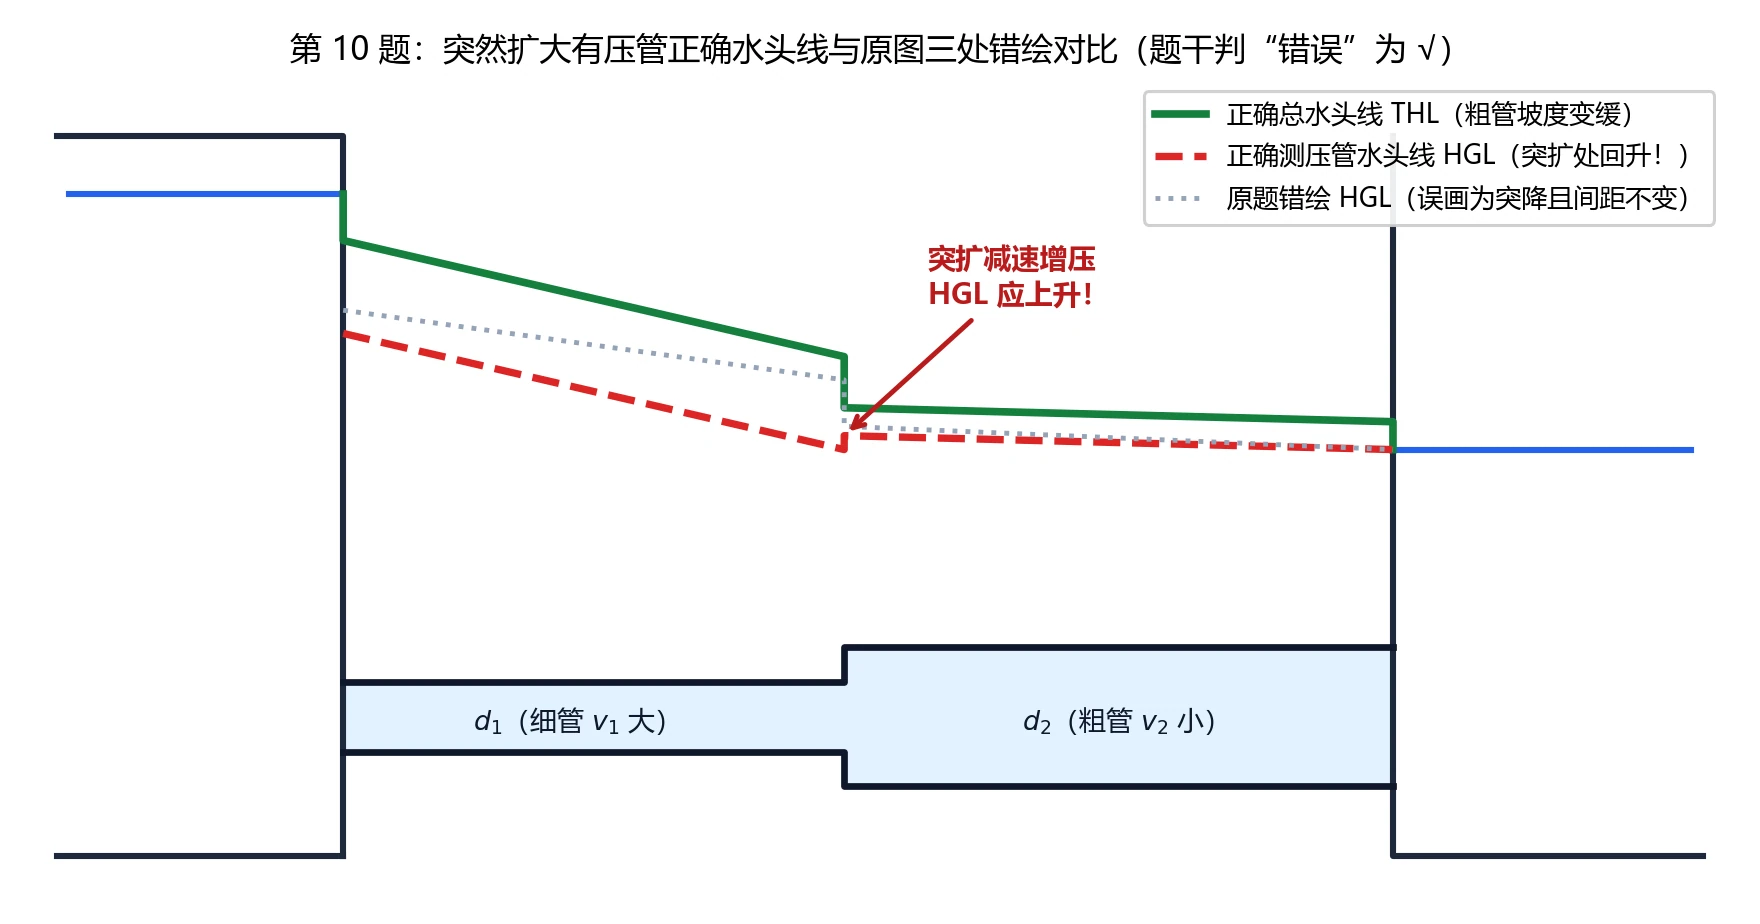 第 10 题：突然扩大有压管正确水头线与原图三处错绘对比（题干判“错误”为 √）
正确总水头线 THL（粗管坡度变缓）
正确测压管水头线 HGL（突扩处回升！）
原题错绘 HGL（误画为突降且间距不变）
突扩减速增压
HGL 应上升！
d₁（细管 v₁ 大）
d₂（粗管 v₂ 小）